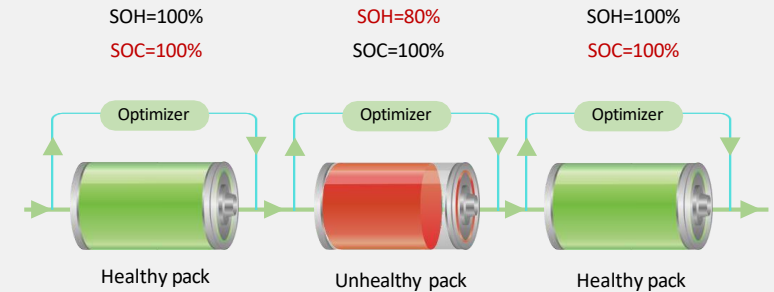 SOH=100%
SOH=80%
SOH=100%
SOC=100%
SOC=100%
SOC=100%
Optimizer
Optimizer
Optimizer
Healthy pack
Unhealthy pack
Healthy pack